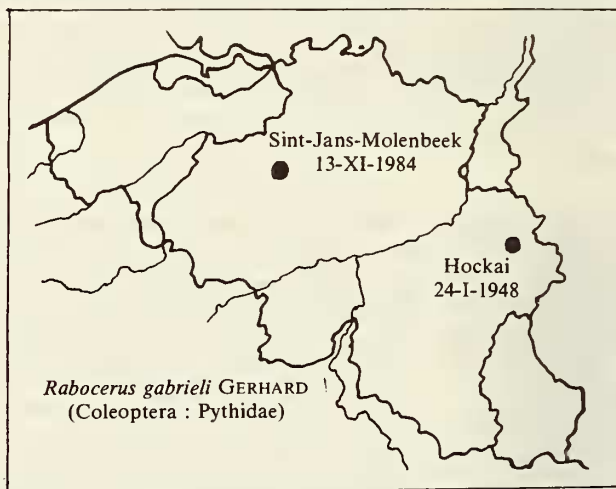 Sint-Jans-Molenbeek
13-XI-1984
Hockai
24-I-1948
Rabocerus gabrieli GERHARD
(Coleoptera : Pythidae)